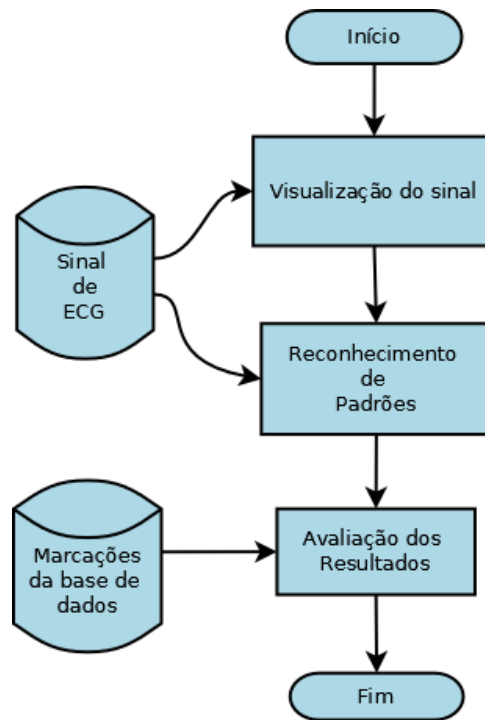 Início
Visualização do sinal
Sinal
de
ECG
Reconhecimento
de
Padrões
Marcações
da base de
dados
Avaliação dos
Resultados
Fim